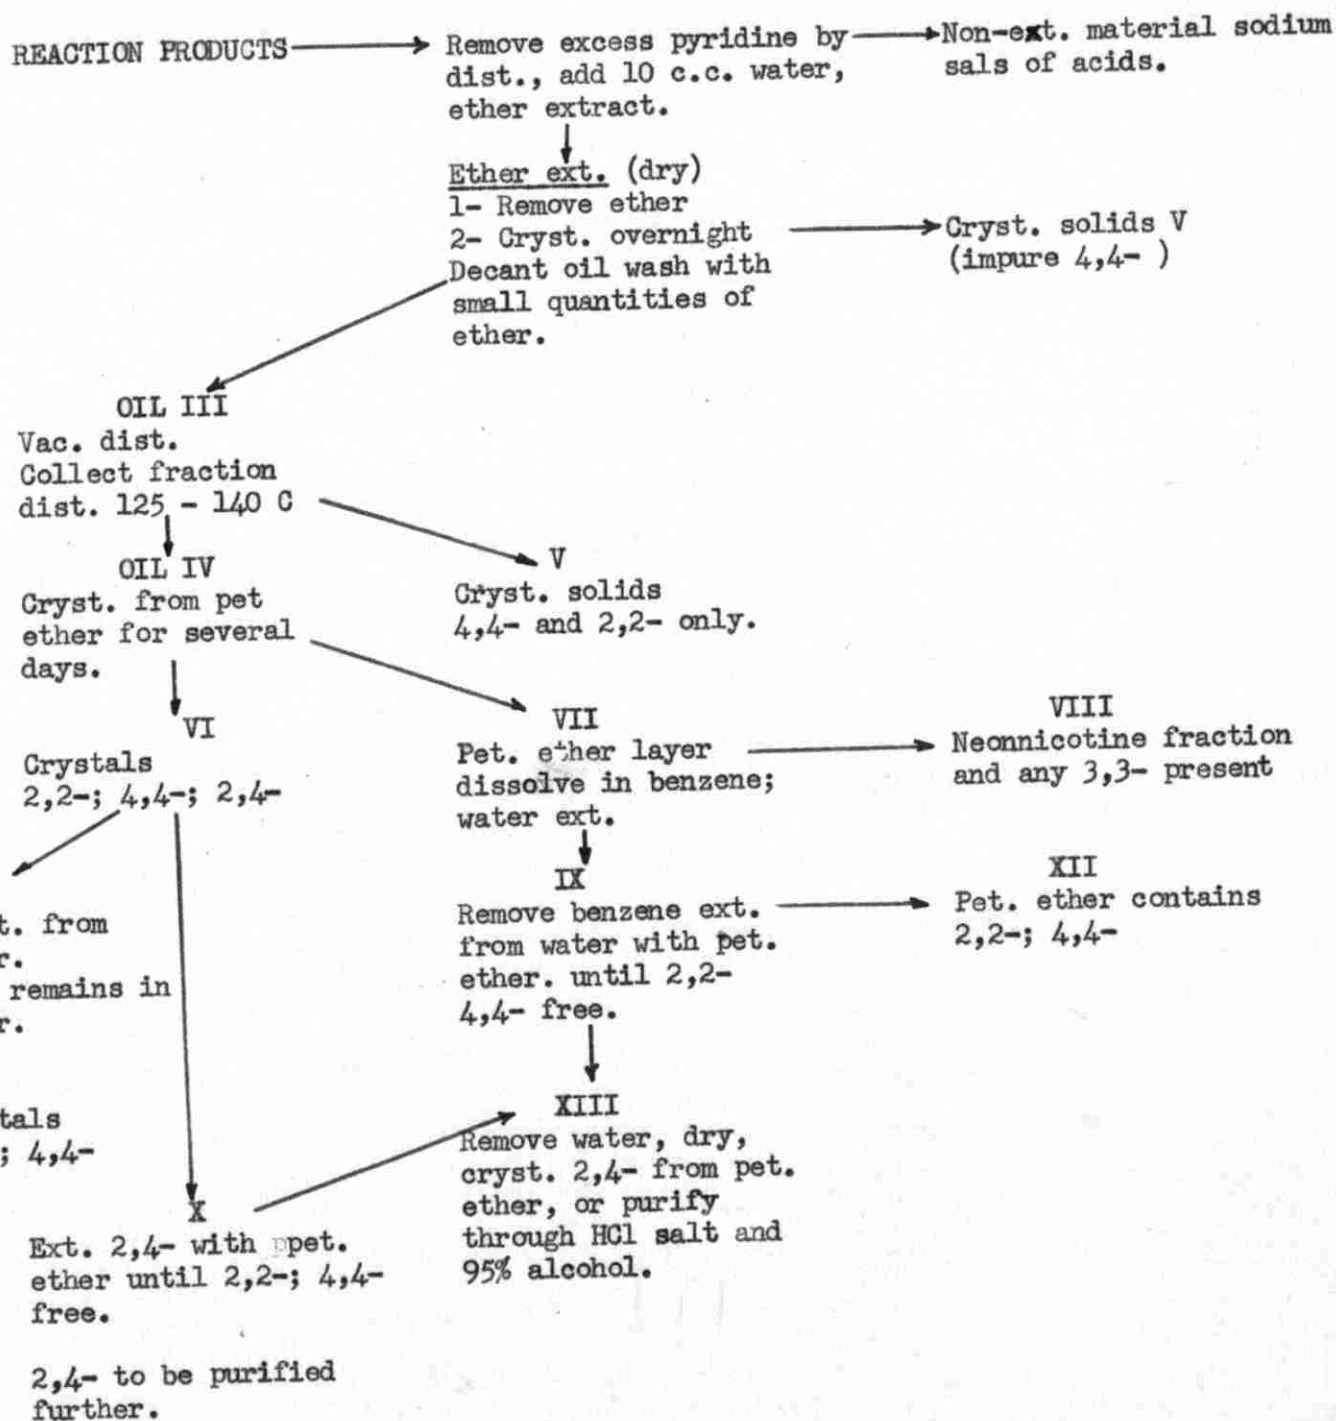 REACTION PRODUCTS
Remove excess pyridine by
dist., add 10 c.c. water,
ether extract.
Non-ext. material sodium
sals of acids.
Ether ext. (dry)
1- Remove ether
2- Cryst. overnight
Decant oil wash with
small quantities of
ether.
Cryst. solids V
(impure 4,4- )
OIL III
Vac. dist.
Collect fraction
dist. 125 - 140 C
OIL IV
Cryst. from pet
ether for several
days.
V
Cryst. solids
4,4- and 2,2- only.
VI
Crystals
2,2-; 4,4-; 2,4-
VII
Pet. ether layer
dissolve in benzene;
water ext.
VIII
Neonnicotine fraction
and any 3,3- present
t. from
r.
remains in
r.
tals
; 4,4-
IX
Remove benzene ext.
from water with pet.
ether. until 2,2-
4,4- free.
XII
Pet. ether contains
2,2-; 4,4-
X
Ext. 2,4- with ppet.
ether until 2,2-; 4,4-
free.
2,4- to be purified
further.
XIII
Remove water, dry,
cryst. 2,4- from pet.
ether, or purify
through HCl salt and
95% alcohol.